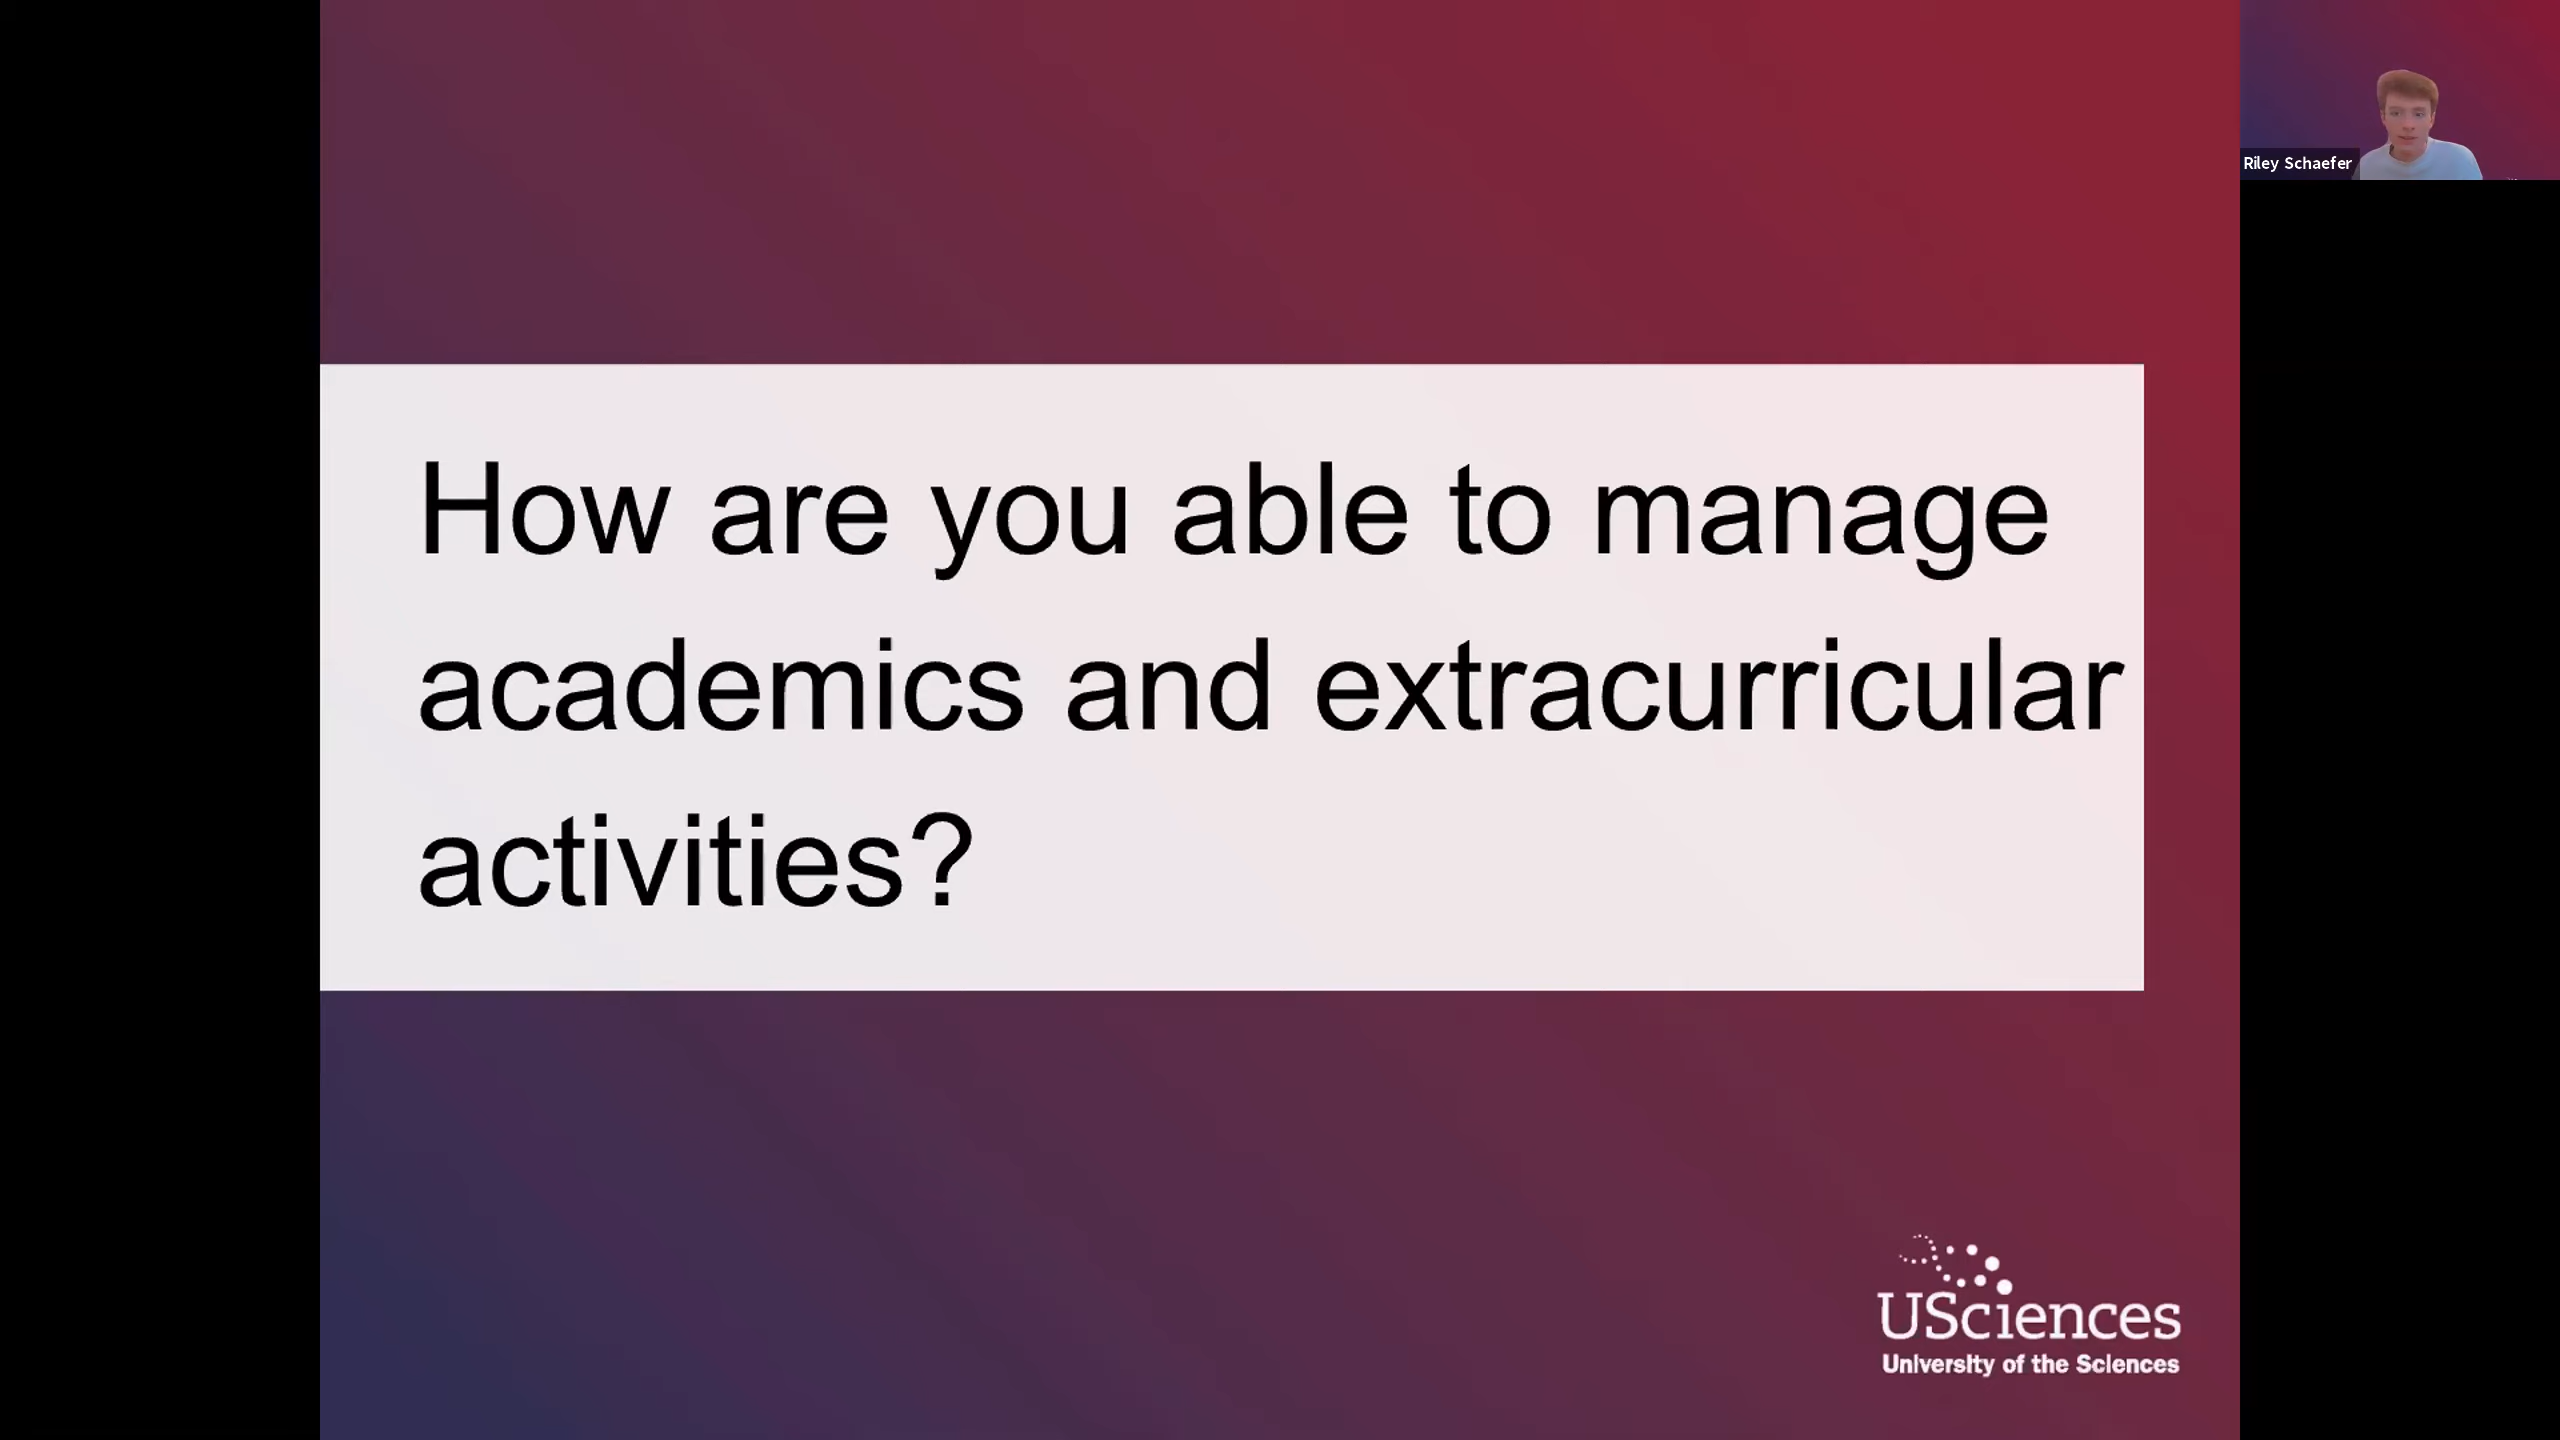 How are you able to manage
academics and extracurricular
activities?
Riley Schaefer
USciences
University of the Sciences